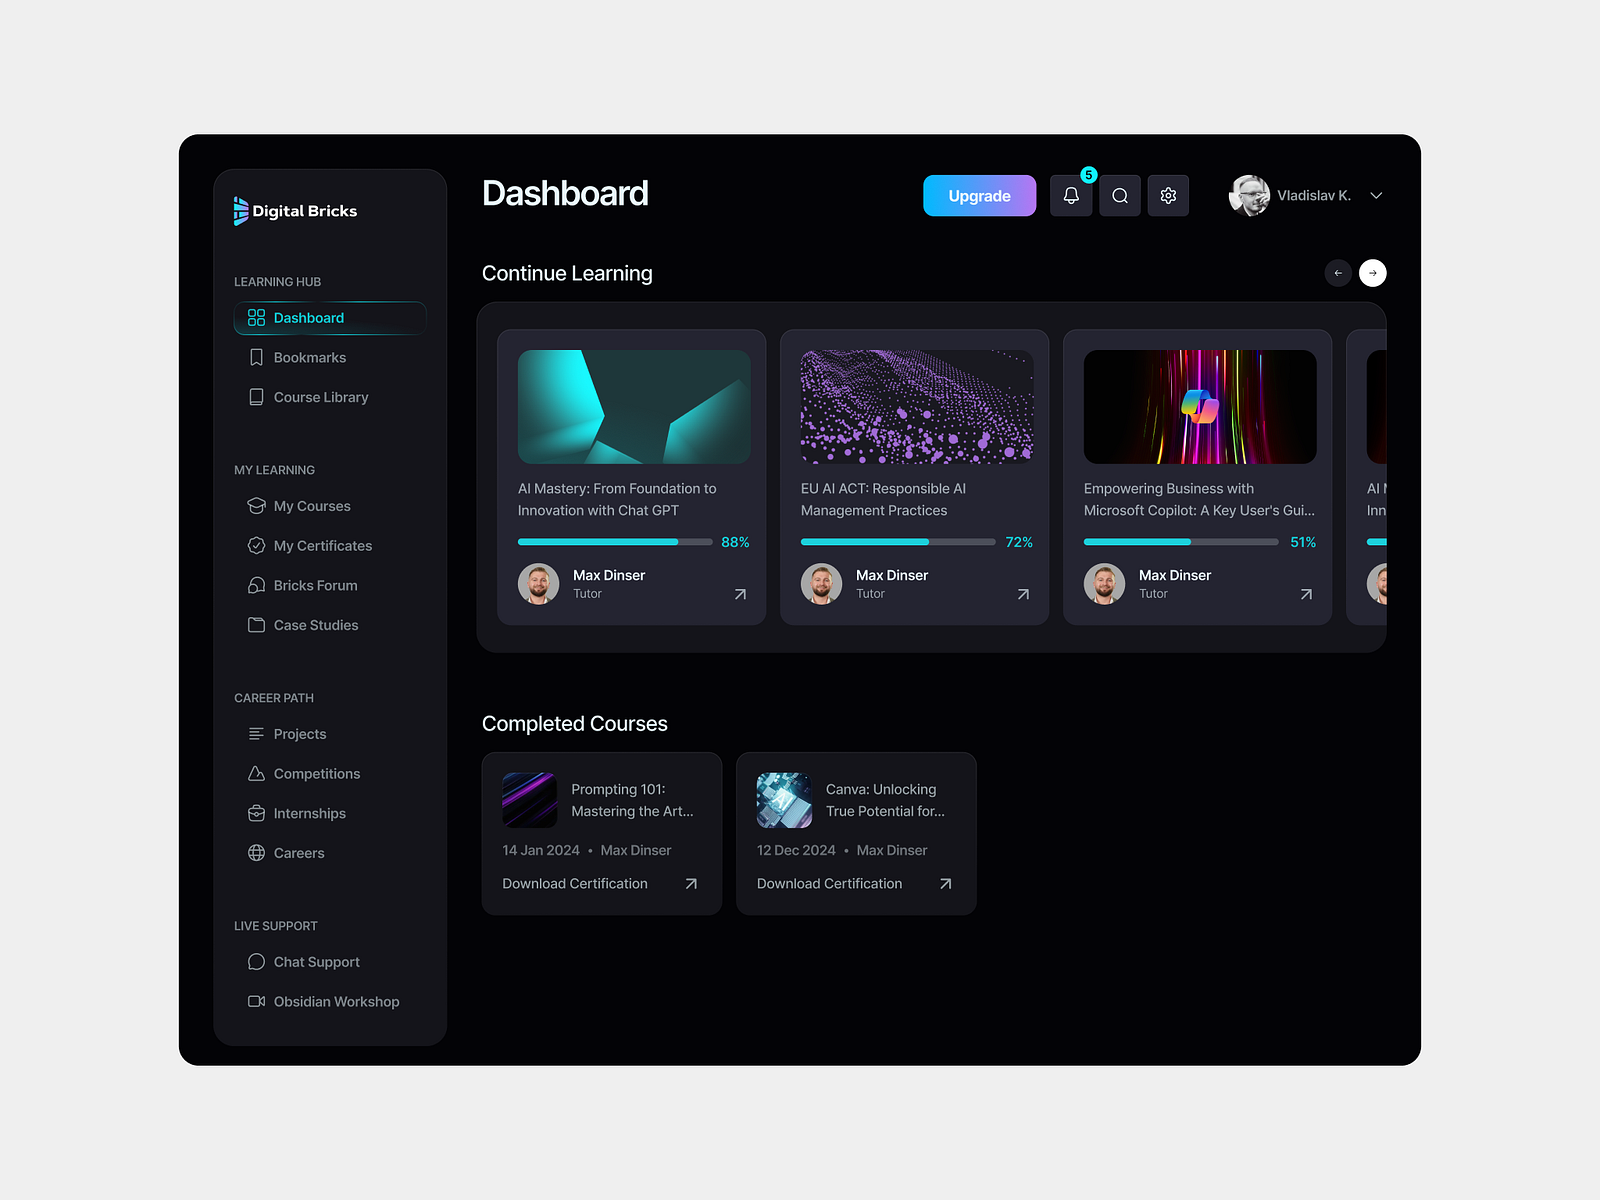 Digital Bricks
LEARNING HUB
Dashboard
Bookmarks
Course Library
MY LEARNING
My Courses
My Certificates
Bricks Forum
Case Studies
CAREER PATH
Projects
Competitions
Internships
Careers
LIVE SUPPORT
Chat Support
Obsidian Workshop
Dashboard
Upgrade
5
Vladislav K.
Continue Learning
AI Mastery: From Foundation to
Innovation with Chat GPT
88%
Max Dinser
Tutor
EU AI ACT: Responsible AI
Management Practices
72%
Max Dinser
Tutor
Empowering Business with
Microsoft Copilot: A Key User's Gui...
51%
Max Dinser
Tutor
AI
Inn
Completed Courses
Prompting 101:
Mastering the Art...
14 Jan 2024 • Max Dinser
Download Certification
AI
Canva: Unlocking
True Potential for...
12 Dec 2024 • Max Dinser
Download Certification